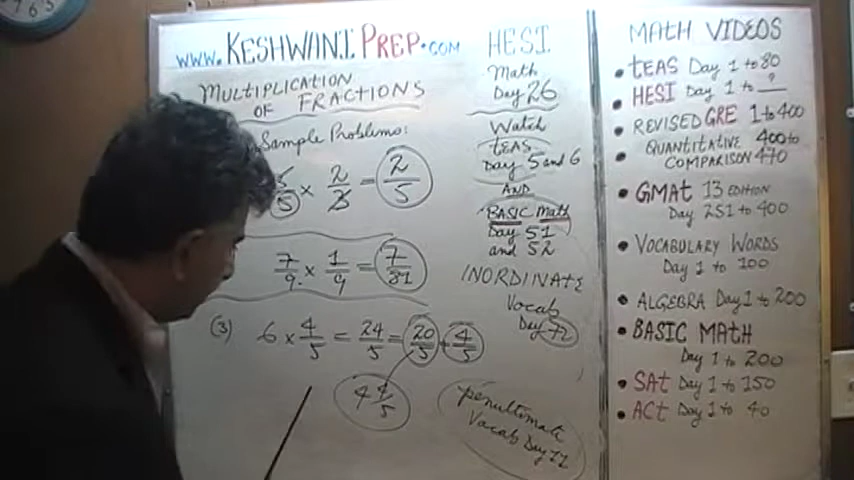 www.KESHWANIPREP.COM
MULTIPLICATION
OF FRACTIONS
Sample Problems:
5 × 2/3 = 2/5
7/9 × 1/9 = 7/81
(3) 6 × 4/5 = 24/5 = 20/5 + 4/5
4 4/5
HESI
Math
Day 26
Watch
TEAS
Day 5 and 6
AND
BASIC Math
Day 51
and 52
INORDINATE
Vocab
Day 72
penultimate
Vocab Day 22
MATH VIDEOS
• TEAS Day 1 to 80
• HESI Day 1 to ?
• REVISED GRE 1 to 400
• QUANTITATIVE 400 to
COMPARISON 470
• GMAT 13 EDITION
Day 251 to 400
• VOCABULARY WORDS
Day 1 to 100
• ALGEBRA Day 1 to 200
• BASIC MATH
Day 1 to 200
• SAT Day 1 to 150
• ACT Day 1 to 40